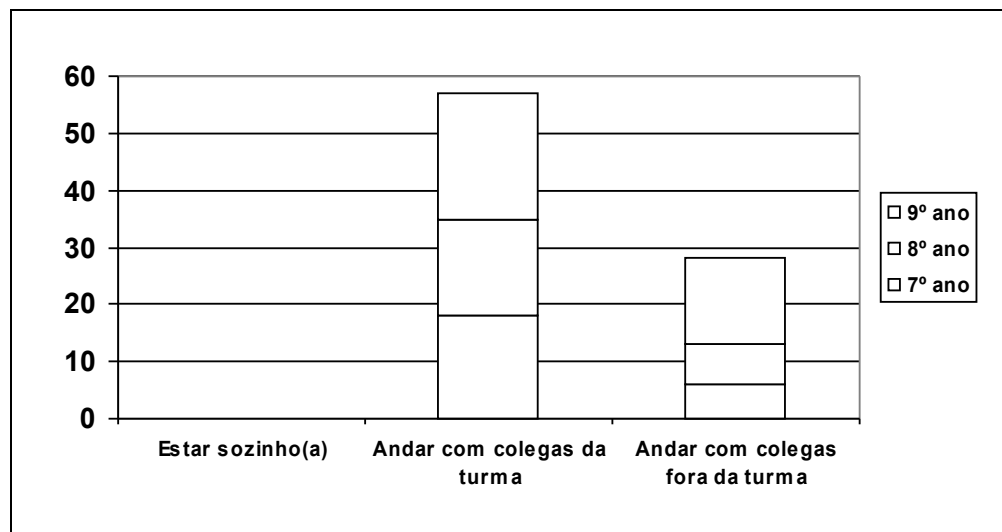 60
50
40
30
20
10
0
Estar sozinho(a)
Andar com colegas da
turma
Andar com colegas
fora da turma
9º ano
8º ano
7º ano